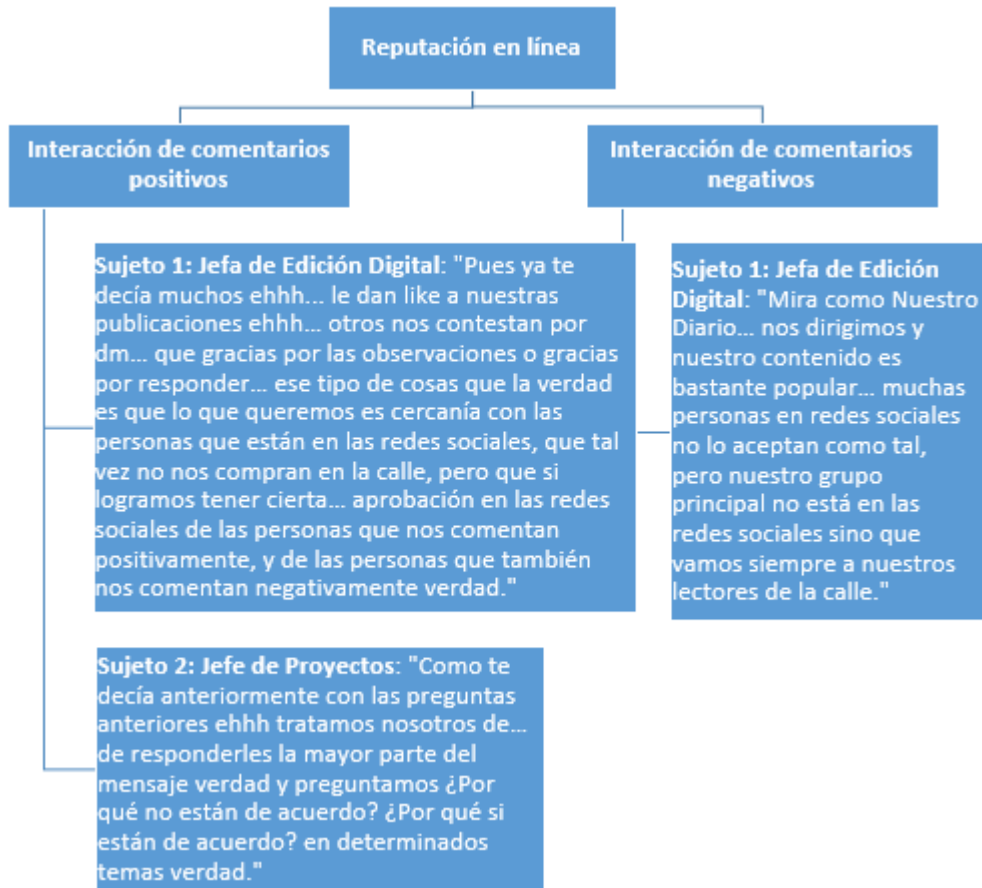 Reputación en línea
Interacción de comentarios
positivos
Interacción de comentarios
negativos
Sujeto 1: Jefa de Edición Digital: "Pues ya te
decía muchos ehhh... le dan like a nuestras
publicaciones ehhh... otros nos contestan por
dm... que gracias por las observaciones o gracias
por responder... ese tipo de cosas que la verdad
es que lo que queremos es cercanía con las
personas que están en las redes sociales, que tal
vez no nos compran en la calle, pero que si
logramos tener cierta... aprobación en las redes
sociales de las personas que nos comentan
positivamente, y de las personas que también
nos comentan negativamente verdad."
Sujeto 1: Jefa de Edición
Digital: "Mira como Nuestro
Diario... nos dirigimos y
nuestro contenido es
bastante popular... muchas
personas en redes sociales
no lo aceptan como tal,
pero nuestro grupo
principal no está en las
redes sociales sino que
vamos siempre a nuestros
lectores de la calle."
Sujeto 2: Jefe de Proyectos: "Como te
decía anteriormente con las preguntas
anteriores ehhh tratamos nosotros de...
de responderles la mayor parte del
mensaje verdad y preguntamos ¿Por
qué no están de acuerdo? ¿Por qué si
están de acuerdo? en determinados
temas verdad."